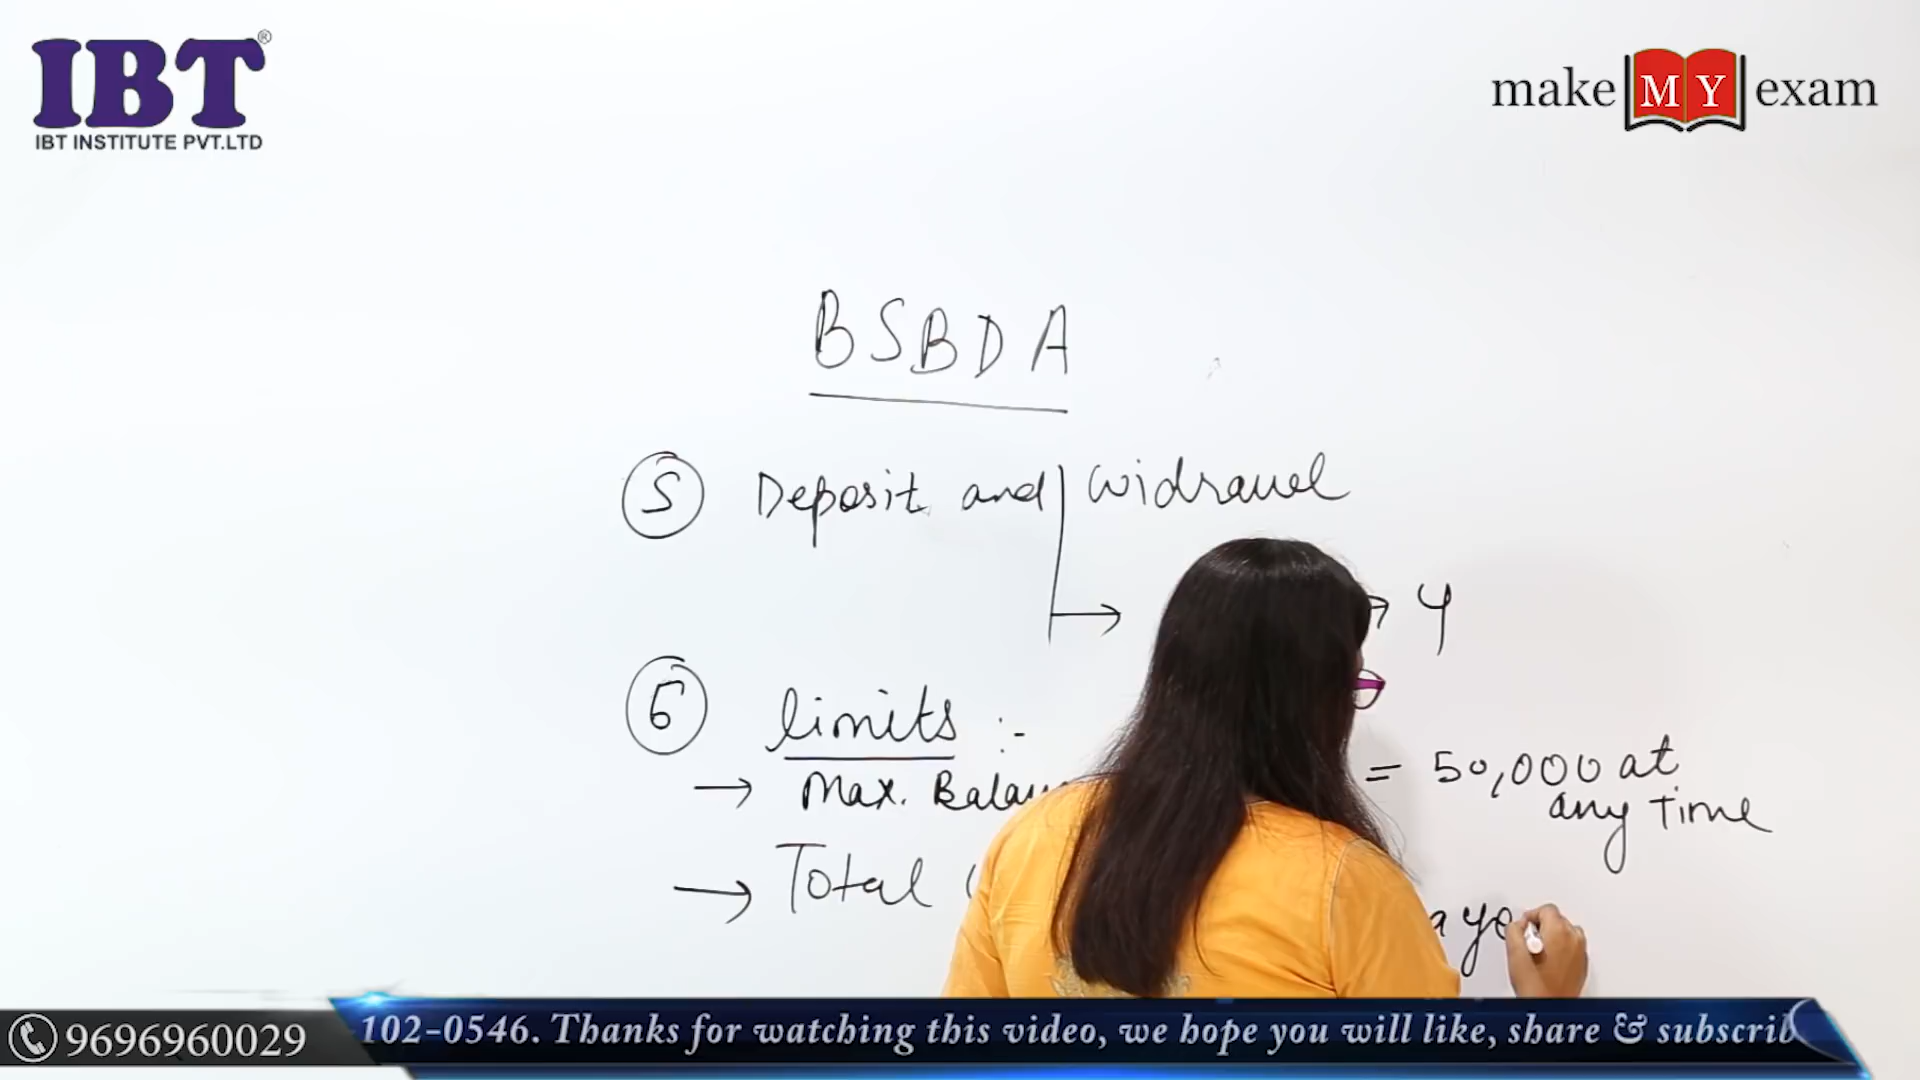 IBT®
IBT INSTITUTE PVT.LTD
make MY exam
BSBDA
5 Deposit and widrawel
→ → 4
6 limits :-
→ Max. = 50,000 at
any time
→ Total a
9696960029
102-0546. Thanks for watching this video, we hope you will like, share & subscrib